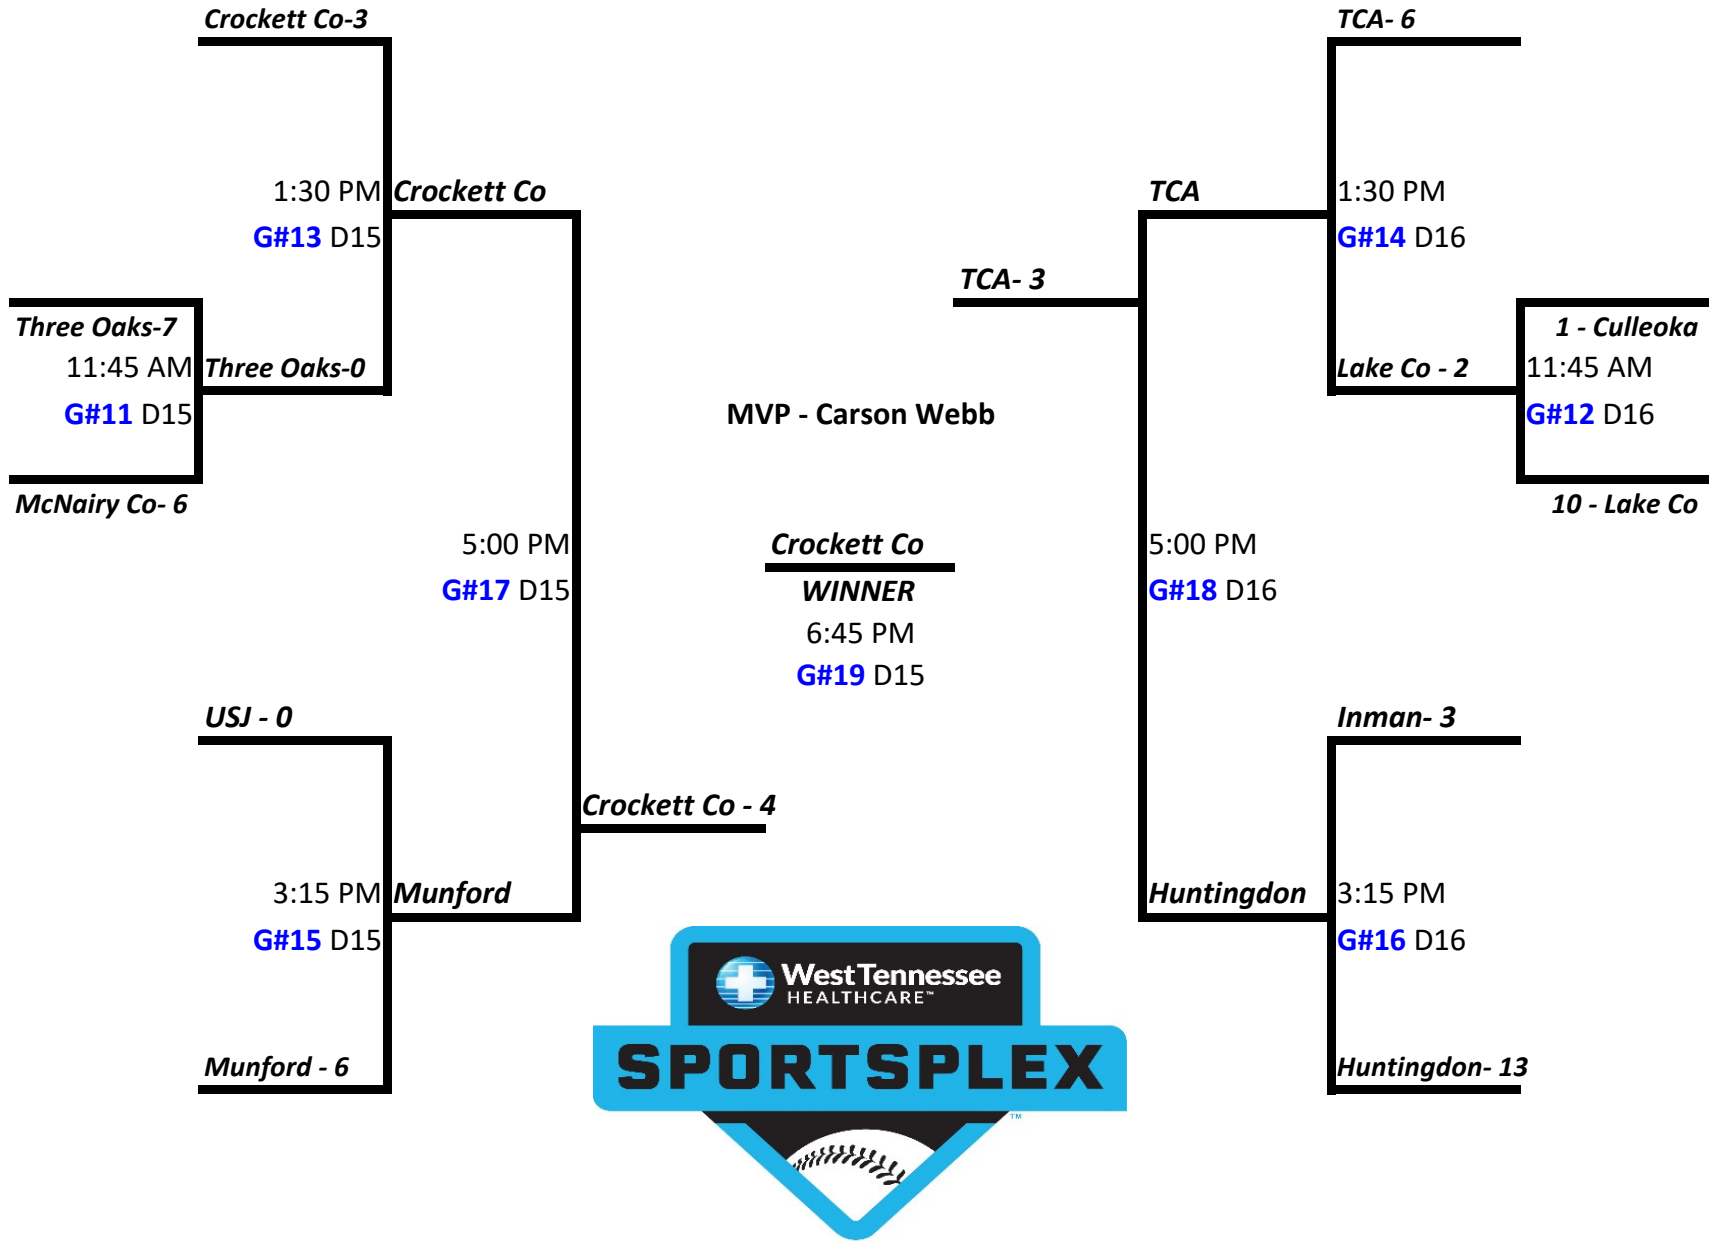 Crockett Co-3
TCA- 6
1:30 PM
Crockett Co
TCA
1:30 PM
G#13 D15
G#14 D16
TCA- 3
Three Oaks-7
1 - Culleoka
11:45 AM
Three Oaks-0
Lake Co - 2
11:45 AM
G#11 D15
MVP - Carson Webb
G#12 D16
McNairy Co- 6
10 - Lake Co
5:00 PM
Crockett Co
5:00 PM
G#17 D15
WINNER
G#18 D16
6:45 PM
G#19 D15
USJ - 0
Inman- 3
Crockett Co - 4
3:15 PM
Munford
Huntingdon
3:15 PM
G#15 D15
G#16 D16
West Tennessee
HEALTHCARE™
SPORTSPLEX
™
Munford - 6
Huntingdon- 13